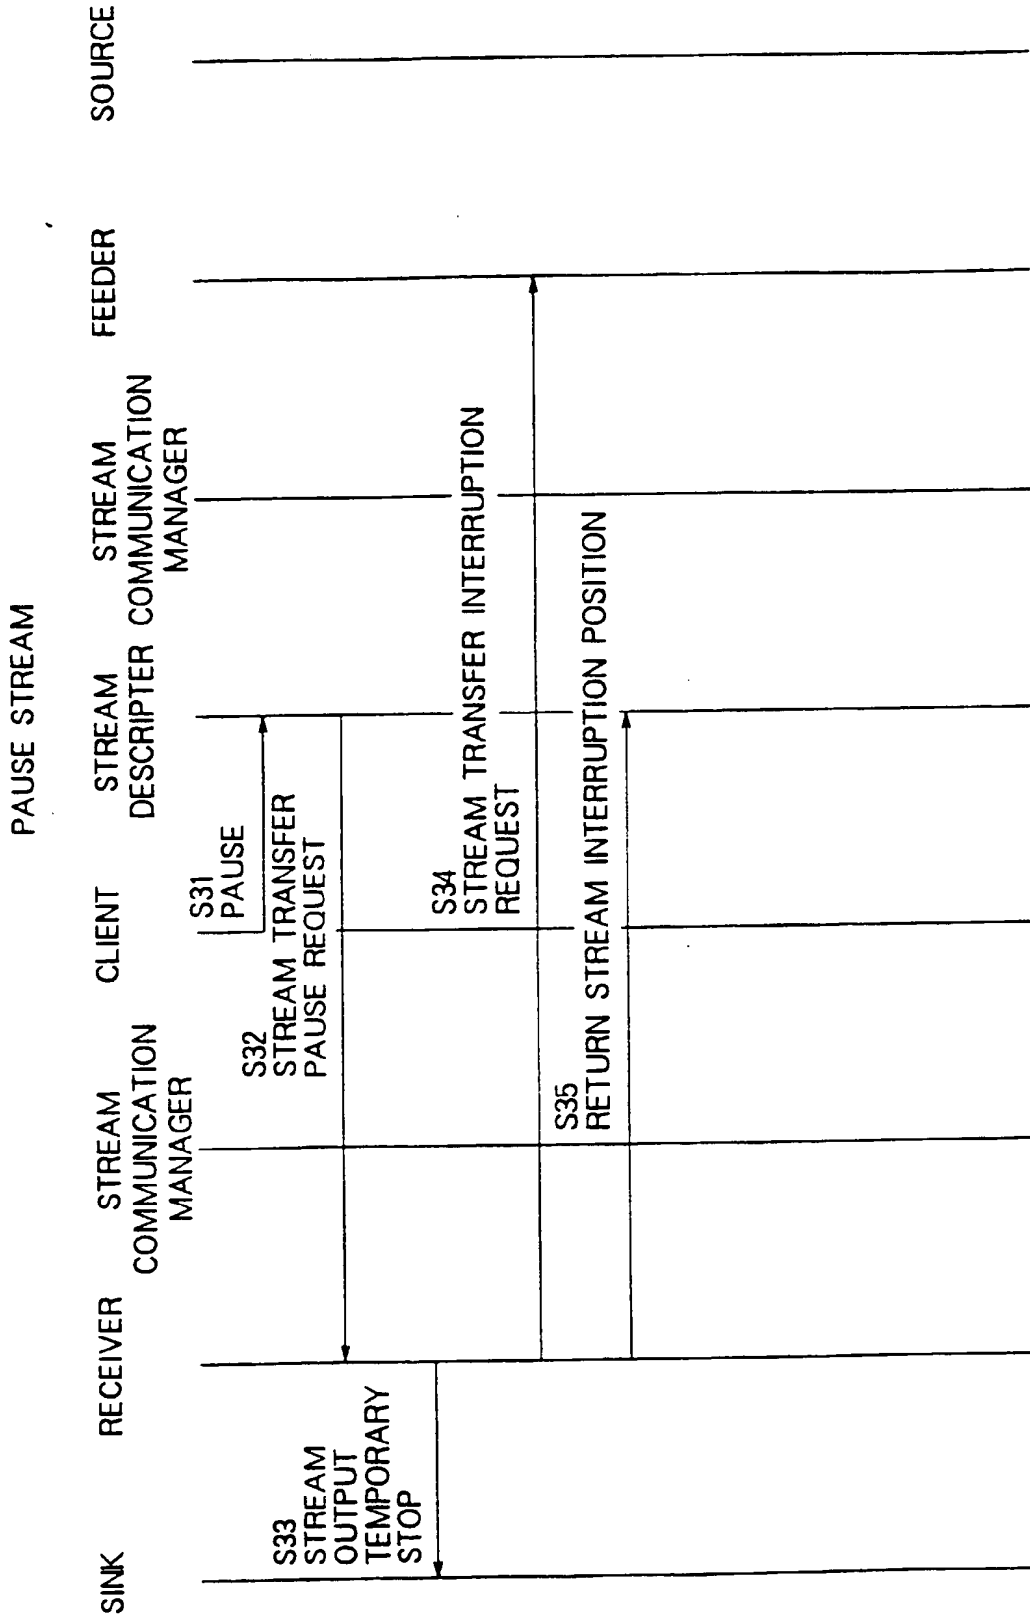 PAUSE STREAM
SINK
RECEIVER
STREAM
COMMUNICATION
MANAGER
CLIENT
STREAM
DESCRIPTER
STREAM
COMMUNICATION
MANAGER
FEEDER
SOURCE
S31
PAUSE
S32
STREAM TRANSFER
PAUSE REQUEST
S33
STREAM
OUTPUT
TEMPORARY
STOP
S34
STREAM TRANSFER INTERRUPTION
REQUEST
S35
RETURN STREAM INTERRUPTION POSITION